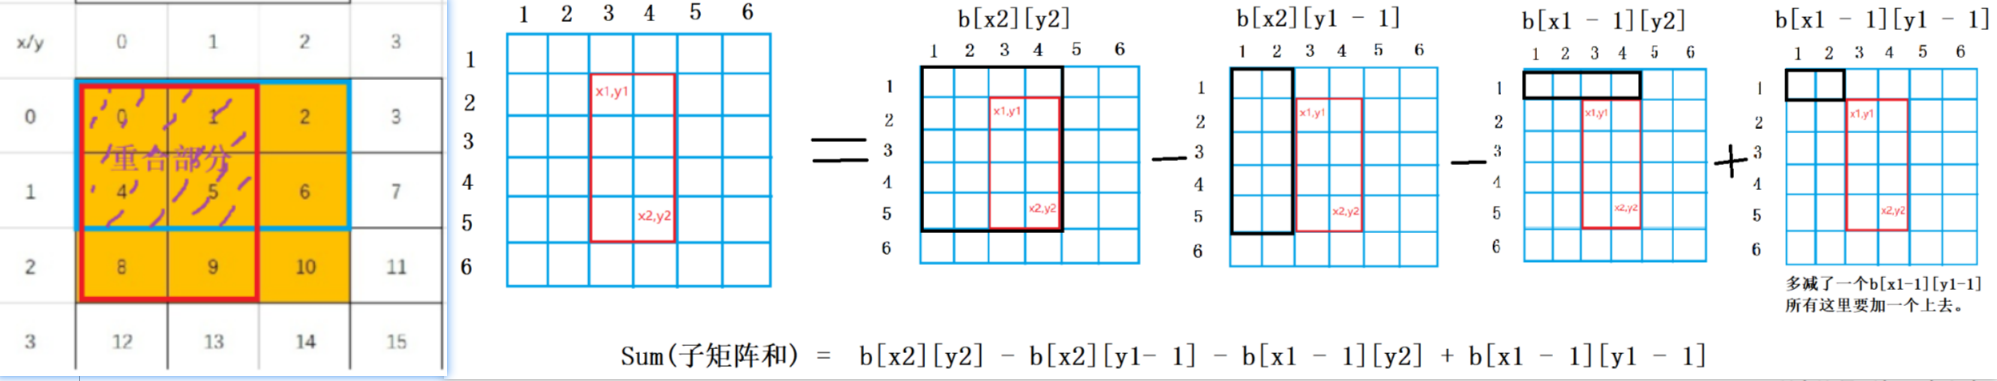 x/y 0 1 2 3
0 0 1 2 3
重合部分
1 4 5 6 7
2 8 9 10 11
3 12 13 14 15
1 2 3 4 5 6
1
2 x1,y1
3
4
5 x2,y2
6
b[x2][y2]
1 2 3 4 5 6
1
2 x1,y1
3
4
5 x2,y2
6
b[x2][y1 - 1]
1 2 3 4 5 6
1
2 x1,y1
3
4
5 x2,y2
6
b[x1 - 1][y2]
1 2 3 4 5 6
1
2 x1,y1
3
4
5 x2,y2
6
b[x1 - 1][y1 - 1]
1 2 3 4 5 6
1
2 x1,y1
3
4
5 x2,y2
6
多减了一个b[x1-1][y1-1]
所有这里要加一个上去。
Sum(子矩阵和) = b[x2][y2] - b[x2][y1- 1] - b[x1 - 1][y2] + b[x1 - 1][y1 - 1]